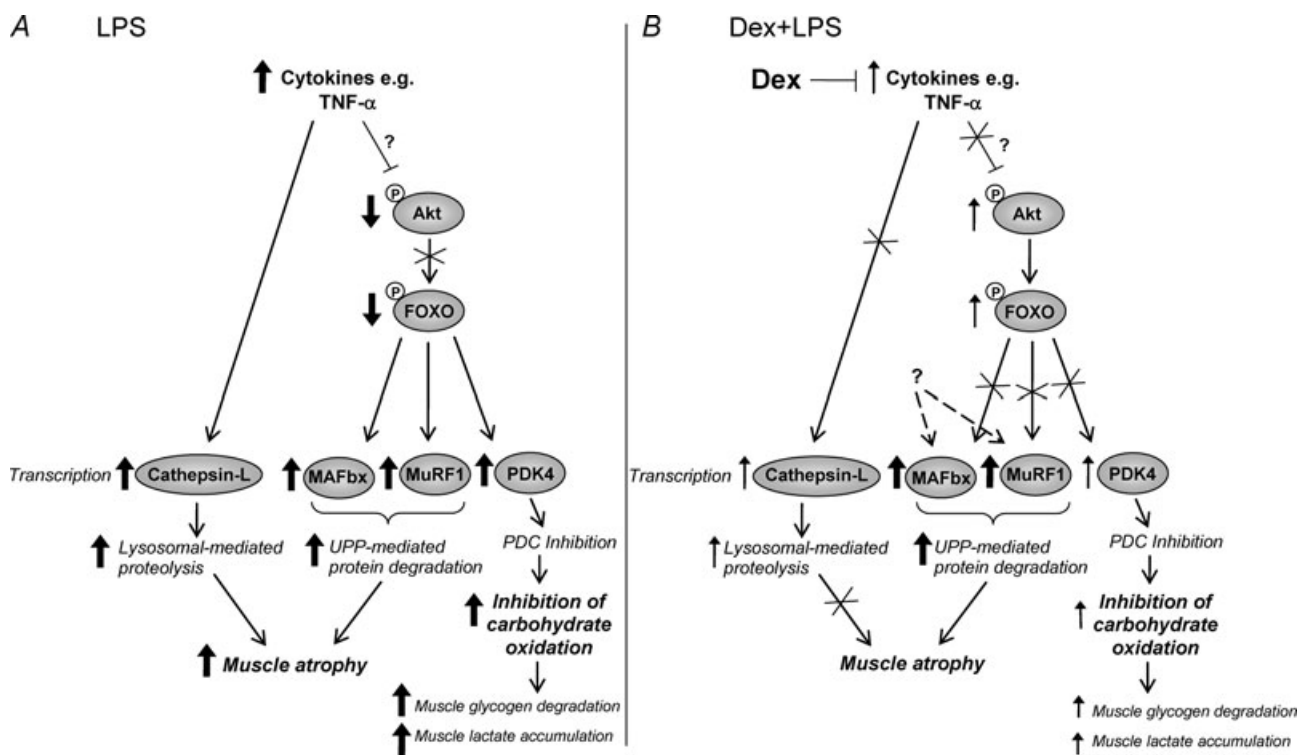 A LPS
Cytokines e.g.
TNF-α
?
P
Akt
P
FOXO
Transcription
Cathepsin-L
MAFbx
MuRF1
PDK4
Lysosomal-mediated
proteolysis
UPP-mediated
protein degradation
PDC Inhibition
Inhibition of
carbohydrate
oxidation
Muscle atrophy
Muscle glycogen degradation
Muscle lactate accumulation
B Dex+LPS
Dex
Cytokines e.g.
TNF-α
?
P
Akt
P
FOXO
?
Transcription
Cathepsin-L
MAFbx
MuRF1
PDK4
Lysosomal-mediated
proteolysis
UPP-mediated
protein degradation
PDC Inhibition
Inhibition of
carbohydrate
oxidation
Muscle atrophy
Muscle glycogen degradation
Muscle lactate accumulation